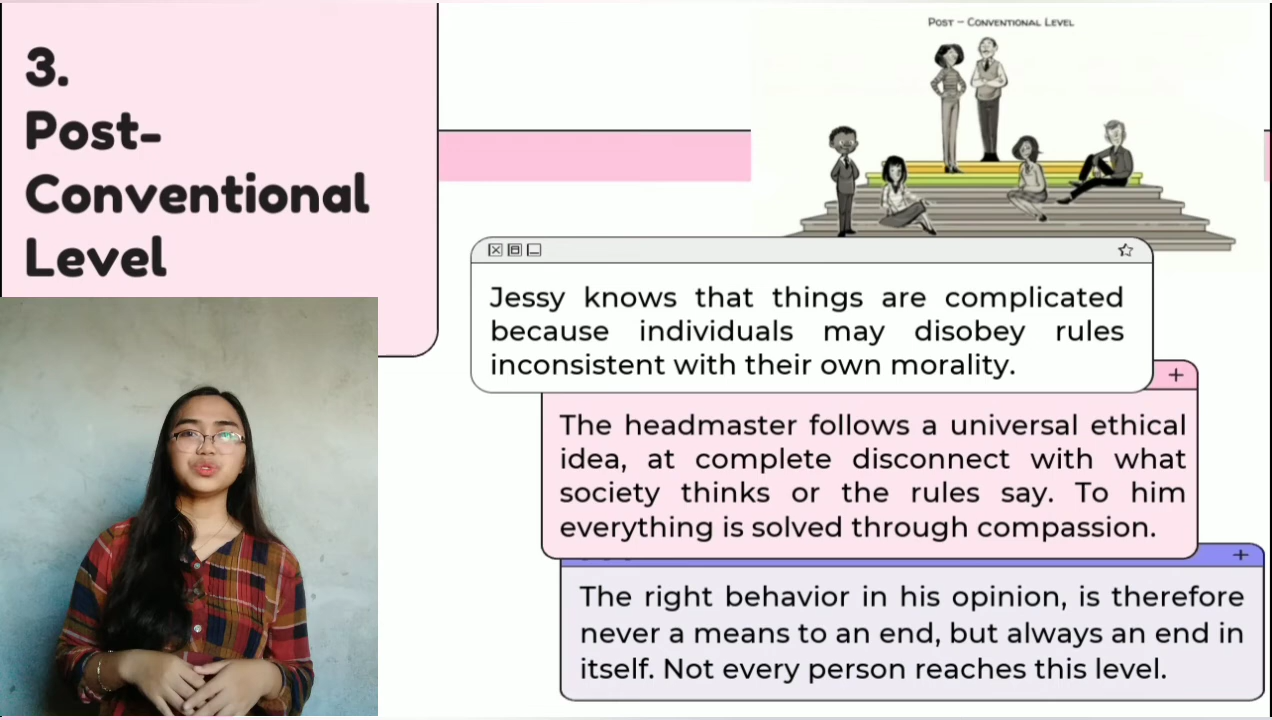 3.
Post-
Conventional
Level
Post – Conventional Level
Jessy knows that things are complicated
because individuals may disobey rules
inconsistent with their own morality.
The headmaster follows a universal ethical
idea, at complete disconnect with what
society thinks or the rules say. To him
everything is solved through compassion.
The right behavior in his opinion, is therefore
never a means to an end, but always an end in
itself. Not every person reaches this level.